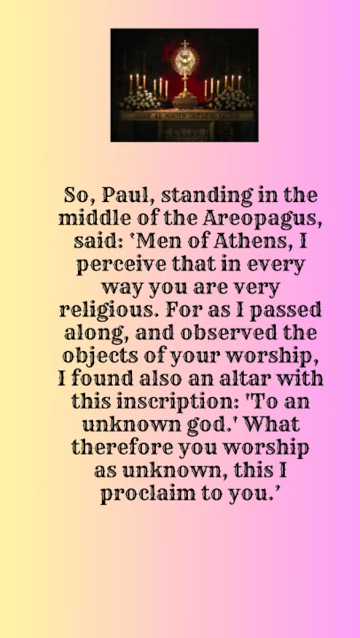 So, Paul, standing in the
middle of the Areopagus,
said: ‘Men of Athens, I
perceive that in every
way you are very
religious. For as I passed
along, and observed the
objects of your worship,
I found also an altar with
this inscription: 'To an
unknown god.' What
therefore you worship
as unknown, this I
proclaim to you.’